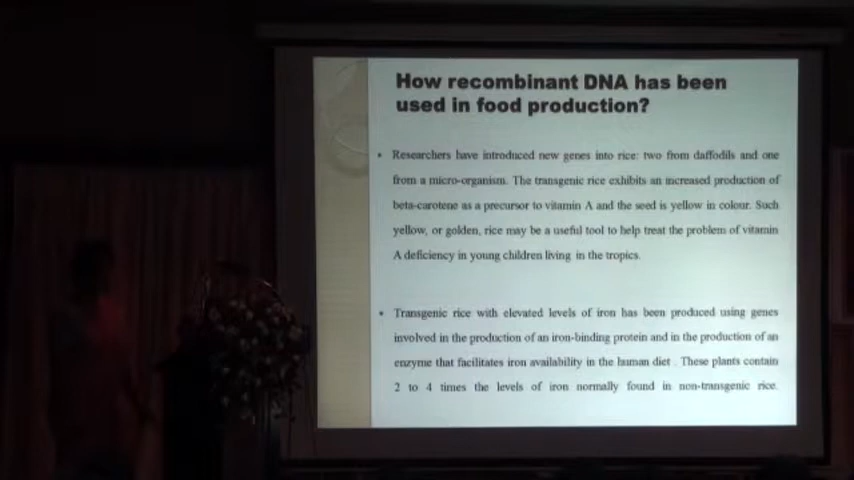 How recombinant DNA has been
used in food production?
• Researchers have introduced new genes into rice: two from daffodils and one
from a micro-organism. The transgenic rice exhibits an increased production of
beta-carotene as a precursor to vitamin A and the seed is yellow in colour. Such
yellow, or golden, rice may be a useful tool to help treat the problem of vitamin
A deficiency in young children living in the tropics.
• Transgenic rice with elevated levels of iron has been produced using genes
involved in the production of an iron-binding protein and in the production of an
enzyme that facilitates iron availability in the human diet . These plants contain
2 to 4 times the levels of iron normally found in non-transgenic rice.